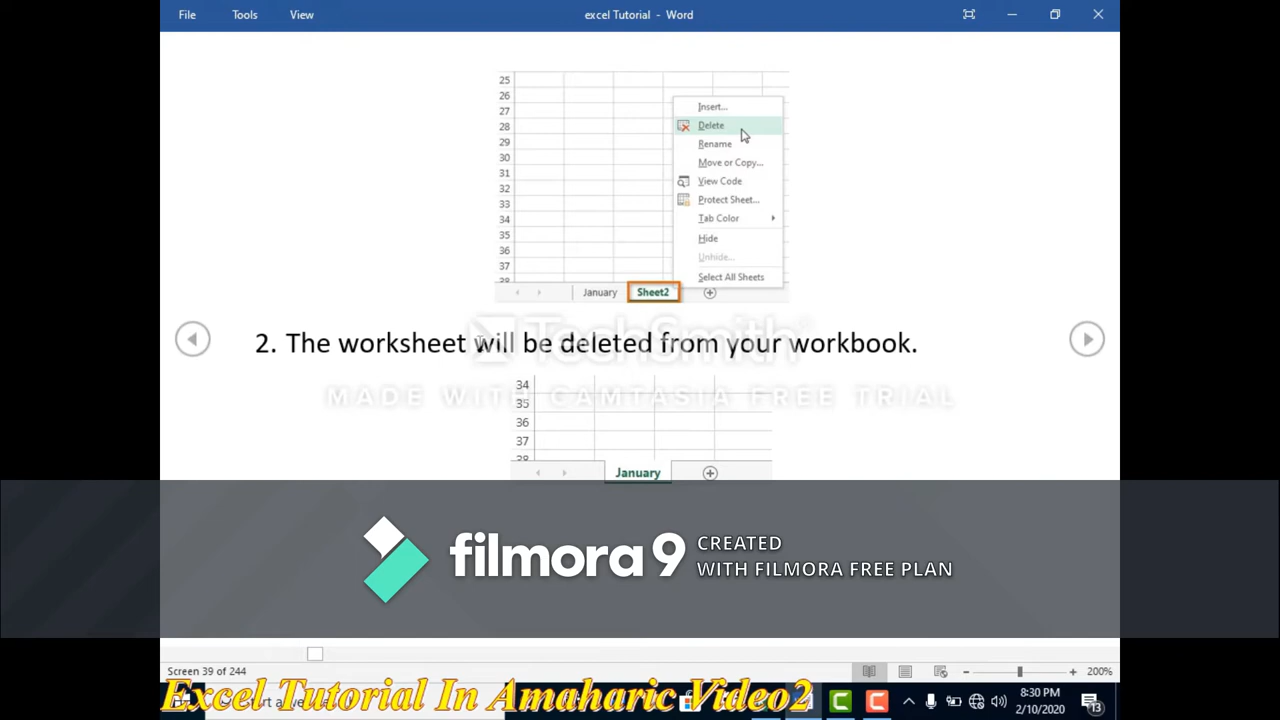 File Tools View excel Tutorial - Word
25
26
27
28
29
30
31
32
33
34
35
36
37
38
Insert...
Delete
Rename
Move or Copy...
View Code
Protect Sheet...
Tab Color
Hide
Unhide...
Select All Sheets
January Sheet2
2. The worksheet will be deleted from your workbook.
TechSmith
MADE WITH CAMTASIA FREE TRIAL
34
35
36
37
38
January
filmora 9 CREATED
WITH FILMORA FREE PLAN
Screen 39 of 244 200%
Excel Tutorial In Amaharic Video2
8:30 PM
2/10/2020 13